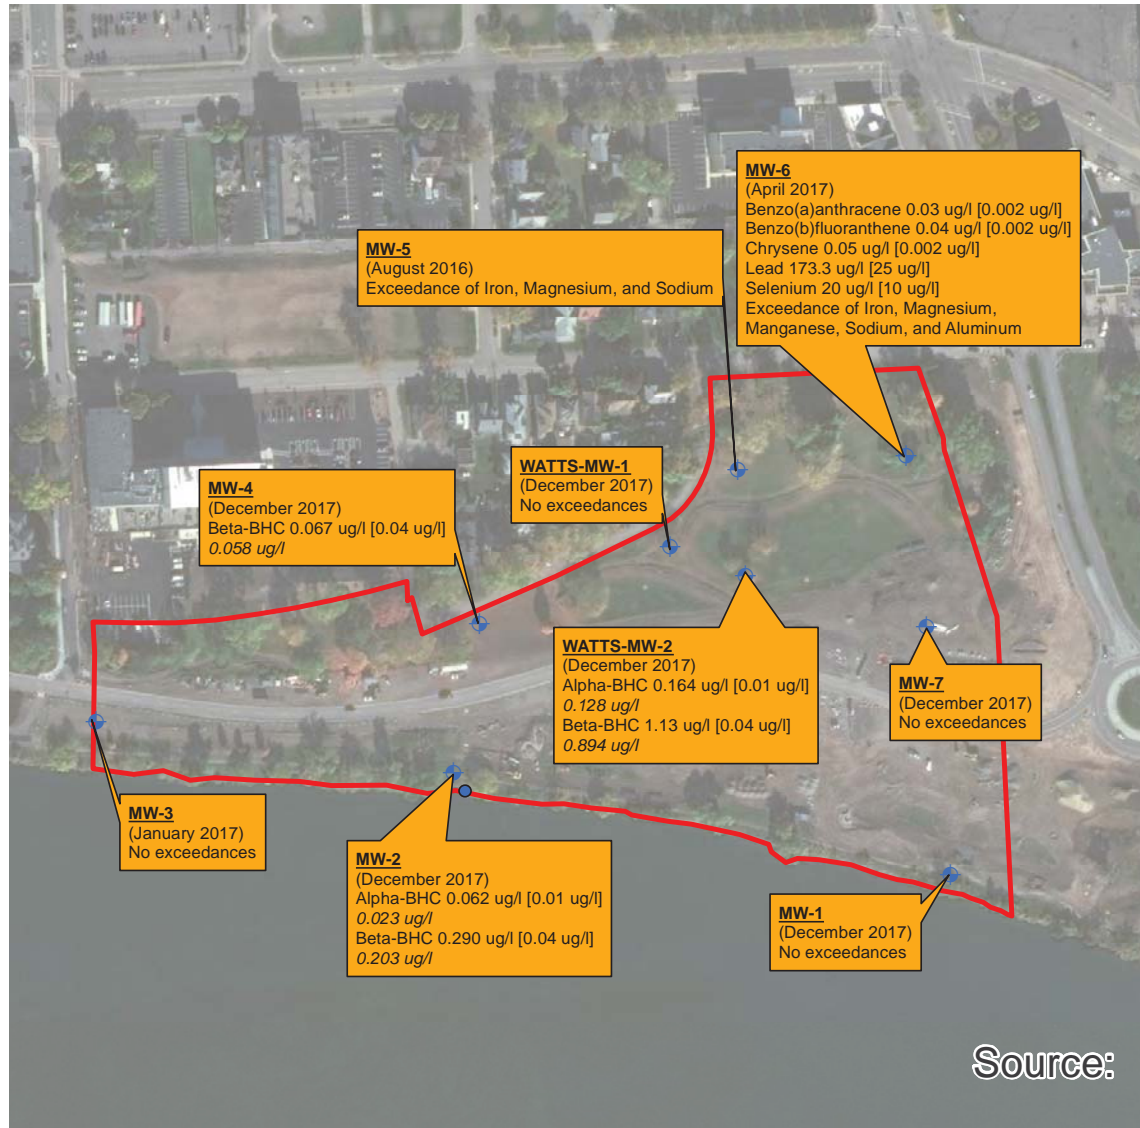 MW-6
(April 2017)
Benzo(a)anthracene 0.03 ug/l [0.002 ug/l]
Benzo(b)fluoranthene 0.04 ug/l [0.002 ug/l]
Chrysene 0.05 ug/l [0.002 ug/l]
Lead 173.3 ug/l [25 ug/l]
Selenium 20 ug/l [10 ug/l]
Exceedance of Iron, Magnesium,
Manganese, Sodium, and Aluminum
MW-5
(August 2016)
Exceedance of Iron, Magnesium, and Sodium
WATTS-MW-1
(December 2017)
No exceedances
MW-4
(December 2017)
Beta-BHC 0.067 ug/l [0.04 ug/l]
0.058 ug/l
WATTS-MW-2
(December 2017)
Alpha-BHC 0.164 ug/l [0.01 ug/l]
0.128 ug/l
Beta-BHC 1.13 ug/l [0.04 ug/l]
0.894 ug/l
MW-7
(December 2017)
No exceedances
MW-3
(January 2017)
No exceedances
MW-2
(December 2017)
Alpha-BHC 0.062 ug/l [0.01 ug/l]
0.023 ug/l
Beta-BHC 0.290 ug/l [0.04 ug/l]
0.203 ug/l
MW-1
(December 2017)
No exceedances
Source: